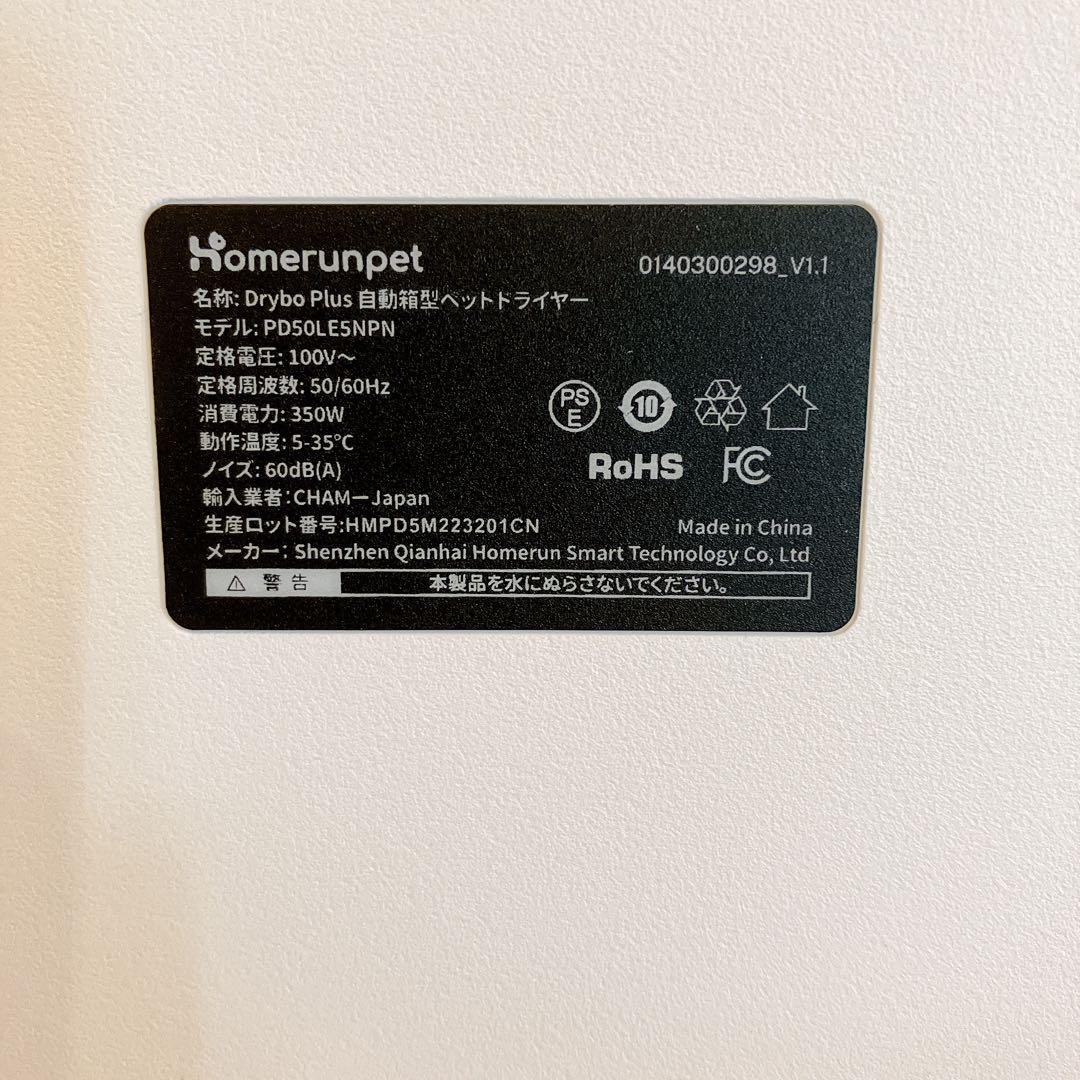 Homerunpet
0140300298_V1.1
名称: Drybo Plus 自動箱型ペットドライヤー
モデル: PD50LE5NPN
定格電圧: 100V～
定格周波数: 50/60Hz
消費電力: 350W
動作温度: 5-35℃
ノイズ: 60dB(A)
輸入業者：CHAMーJapan
生産ロット番号:HMPD5M223201CN
メーカー： Shenzhen Qianhai Homerun Smart Technology Co, Ltd
PS
E
10
RoHS
FC
Made in China
⚠ 警告
本製品を水にぬらさないでください。